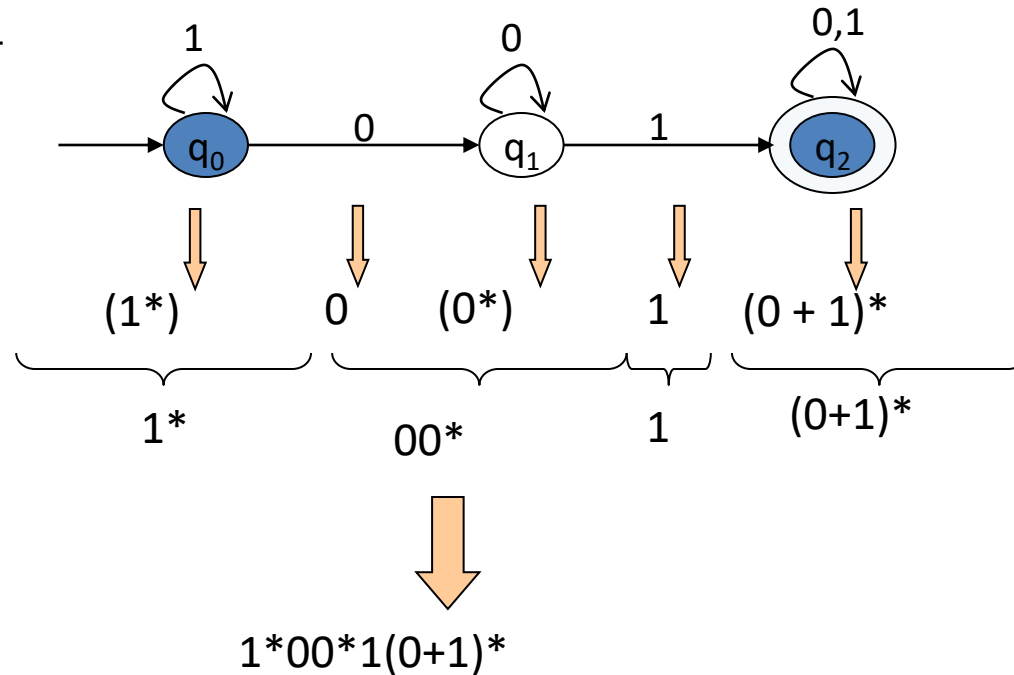 1 0 0,1
q₀ 0 q₁ 1 q₂
(1*) 0 (0*) 1 (0 + 1)*
1* 00* 1 (0+1)*
1*00*1(0+1)*